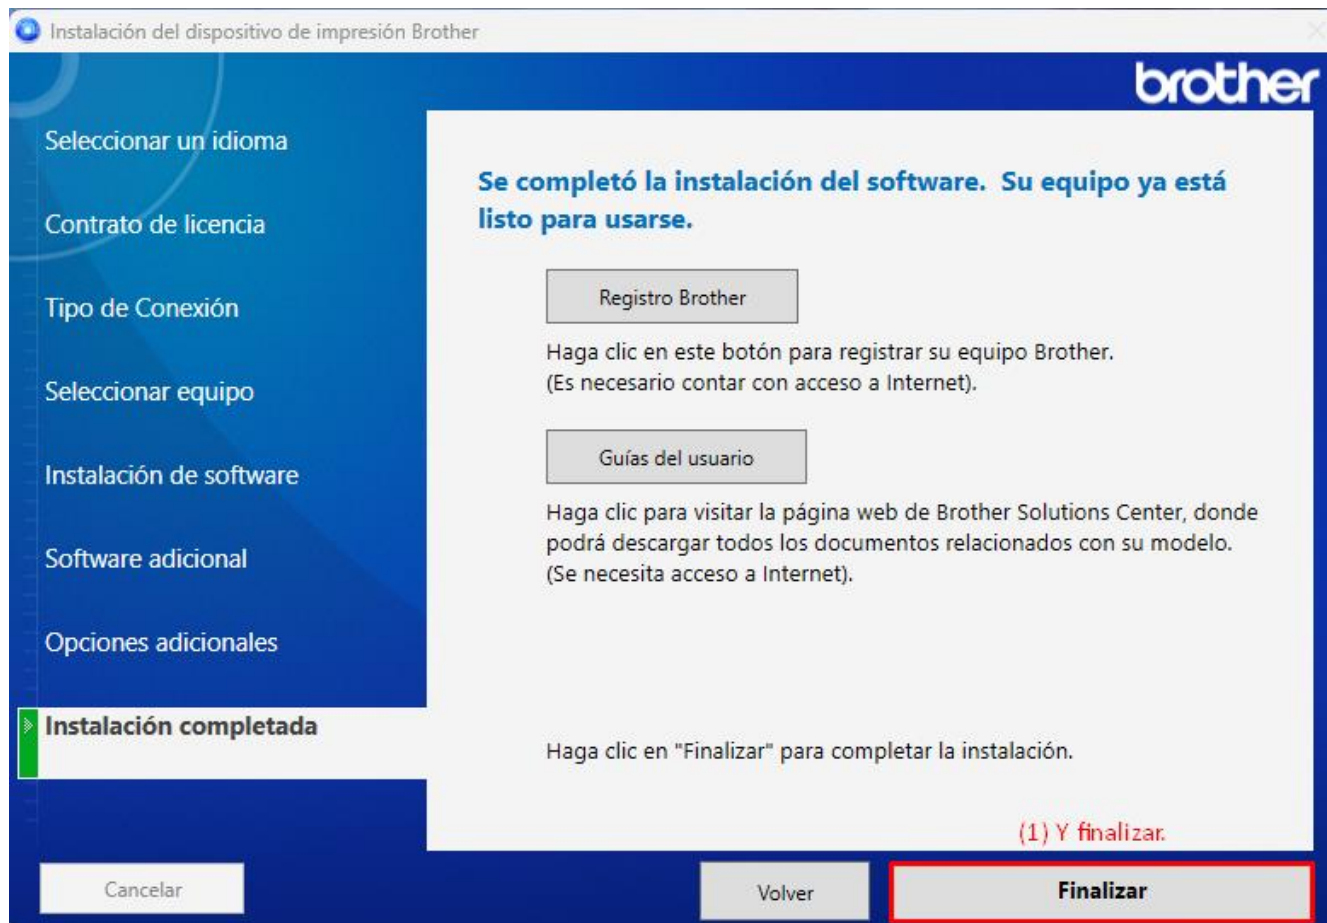 Instalación del dispositivo de impresión Brother
brother
Seleccionar un idioma
Contrato de licencia
Tipo de Conexión
Seleccionar equipo
Instalación de software
Software adicional
Opciones adicionales
Instalación completada
Se completó la instalación del software. Su equipo ya está
listo para usarse.
Registro Brother
Haga clic en este botón para registrar su equipo Brother.
(Es necesario contar con acceso a Internet).
Guías del usuario
Haga clic para visitar la página web de Brother Solutions Center, donde
podrá descargar todos los documentos relacionados con su modelo.
(Se necesita acceso a Internet).
Haga clic en "Finalizar" para completar la instalación.
(1) Y finalizar.
Cancelar
Volver
Finalizar